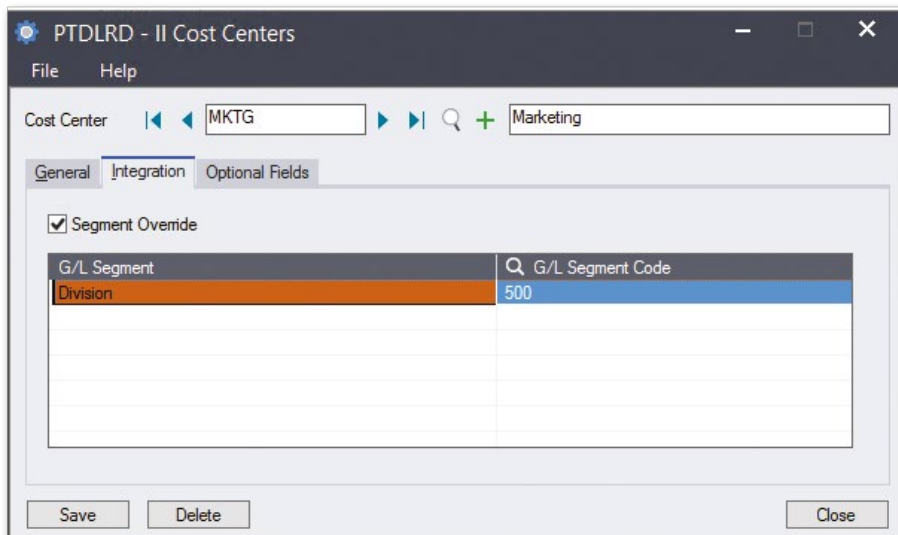 PTDLRD - II Cost Centers
File Help
Cost Center MKTG Marketing
General Integration Optional Fields
Segment Override
G/L Segment G/L Segment Code
Division 500
Save Delete Close